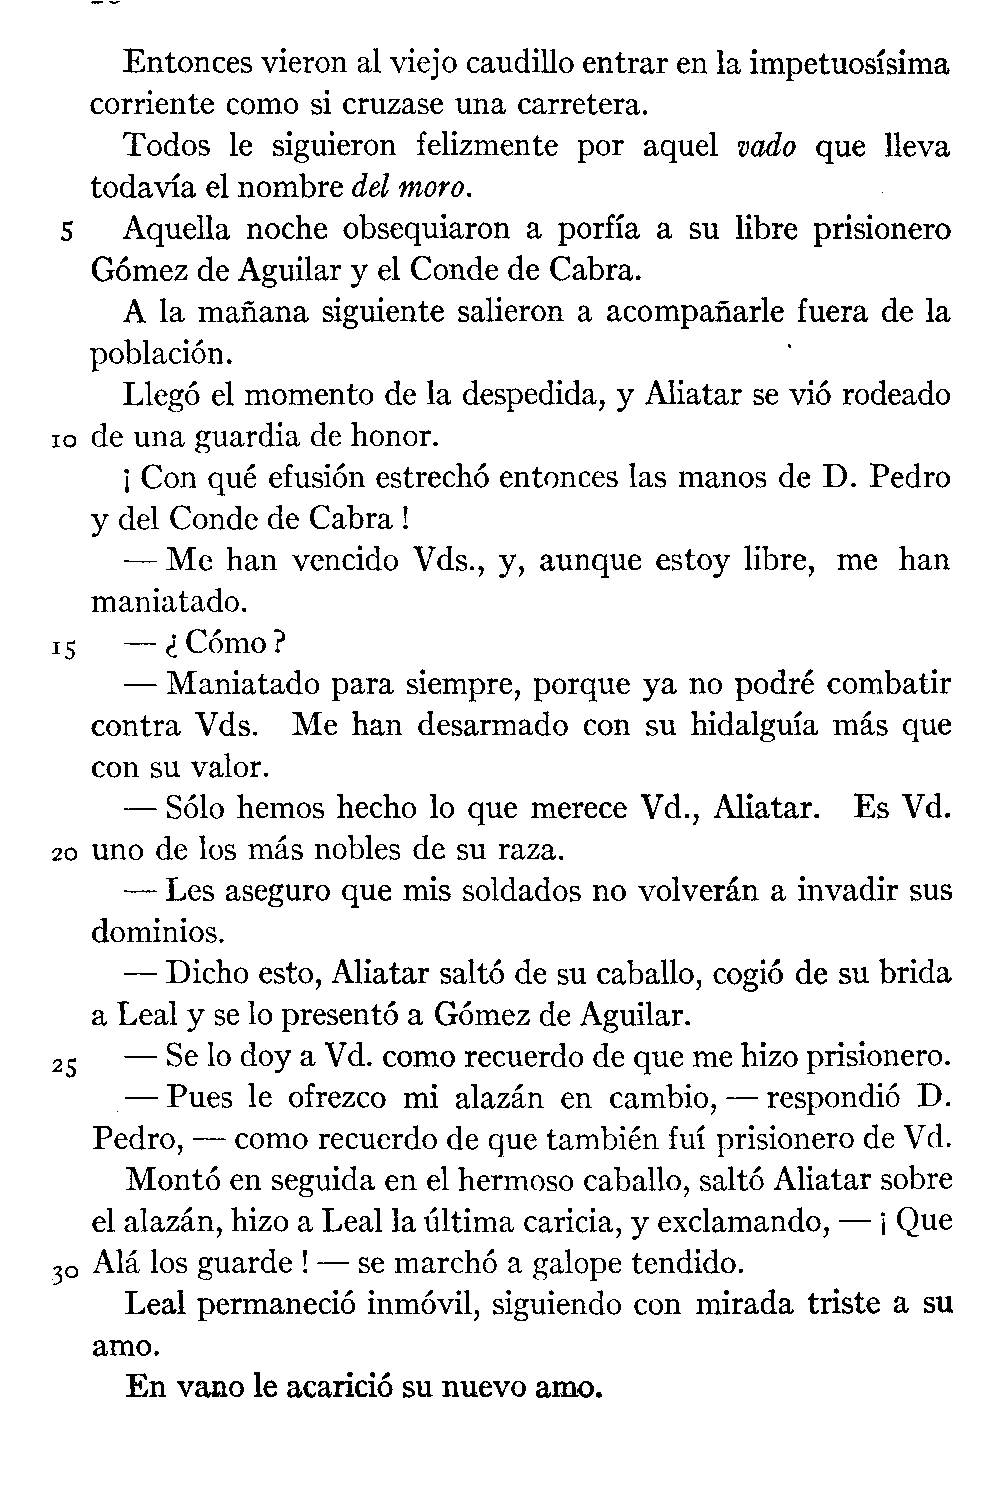 Entonces vieron al viejo caudillo entrar en la impetuosísima
corriente como si cruzase una carretera.
Todos le siguieron felizmente por aquel vado que lleva
todavía el nombre del moro.
5 Aquella noche obsequiaron a porfía a su libre prisionero
Gómez de Aguilar y el Conde de Cabra.
A la mañana siguiente salieron a acompañarle fuera de la
población.
Llegó el momento de la despedida, y Aliatar se vió rodeado
10 de una guardia de honor.
¡ Con qué efusión estrechó entonces las manos de D. Pedro
y del Conde de Cabra !
— Me han vencido Vds., y, aunque estoy libre, me han
maniatado.
15 — ¿ Cómo ?
— Maniatado para siempre, porque ya no podré combatir
contra Vds. Me han desarmado con su hidalguía más que
con su valor.
— Sólo hemos hecho lo que merece Vd., Aliatar. Es Vd.
20 uno de los más nobles de su raza.
— Les aseguro que mis soldados no volverán a invadir sus
dominios.
— Dicho esto, Aliatar saltó de su caballo, cogió de su brida
a Leal y se lo presentó a Gómez de Aguilar.
25 — Se lo doy a Vd. como recuerdo de que me hizo prisionero.
— Pues le ofrezco mi alazán en cambio, — respondió D.
Pedro, — como recuerdo de que también fuí prisionero de Vd.
Montó en seguida en el hermoso caballo, saltó Aliatar sobre
el alazán, hizo a Leal la última caricia, y exclamando, — ¡ Que
30 Alá los guarde ! — se marchó a galope tendido.
Leal permaneció inmóvil, siguiendo con mirada triste a su
amo.
En vano le acarició su nuevo amo.